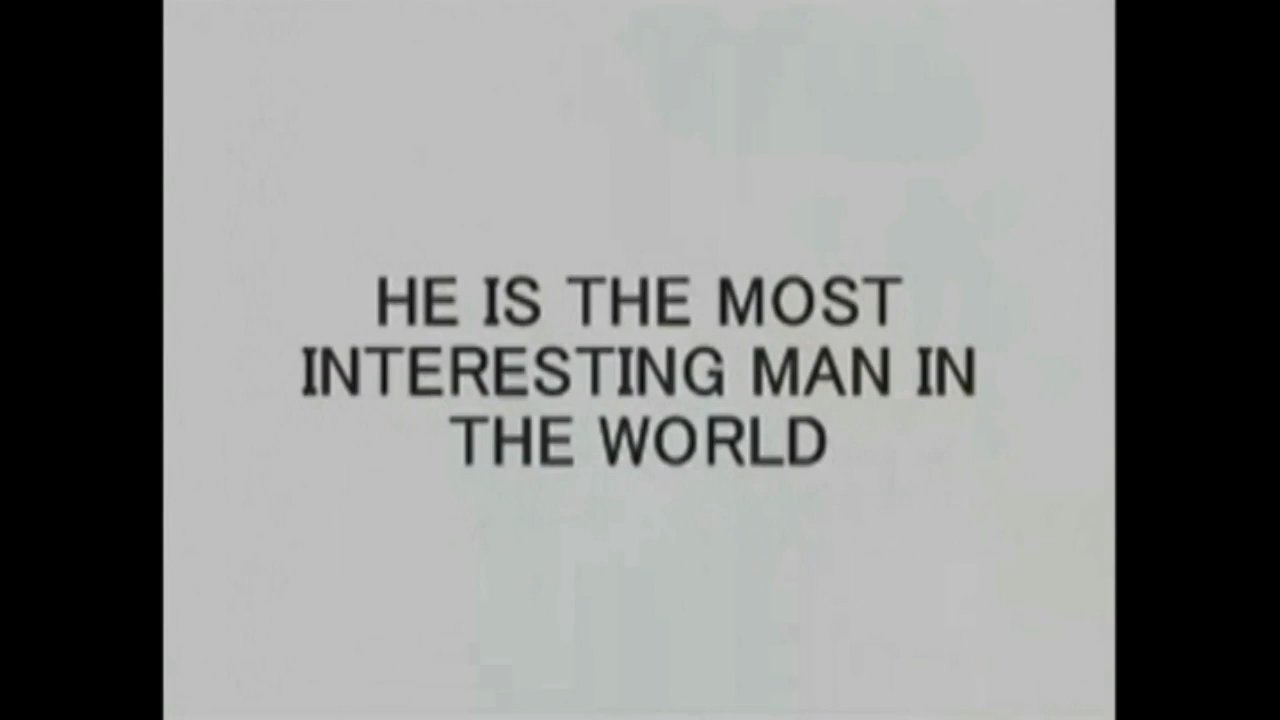 HE IS THE MOST
INTERESTING MAN IN
THE WORLD